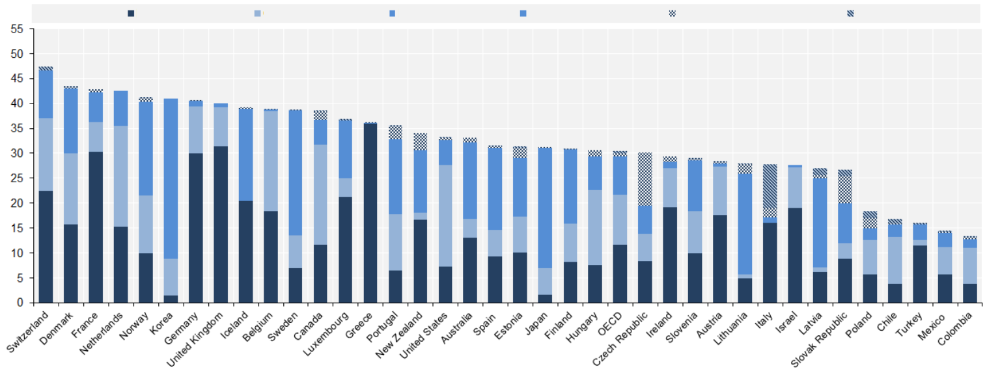 55
50
45
40
35
30
25
20
15
10
5
0
Switzerland
Denmark
France
Netherlands
Norway
Korea
Germany
United Kingdom
Iceland
Belgium
Sweden
Canada
Luxembourg
Greece
Portugal
New Zealand
United States
Australia
Spain
Estonia
Japan
Finland
Hungary
OECD
Czech Republic
Ireland
Slovenia
Austria
Lithuania
Italy
Israel
Latvia
Slovak Republic
Poland
Chile
Turkey
Mexico
Colombia